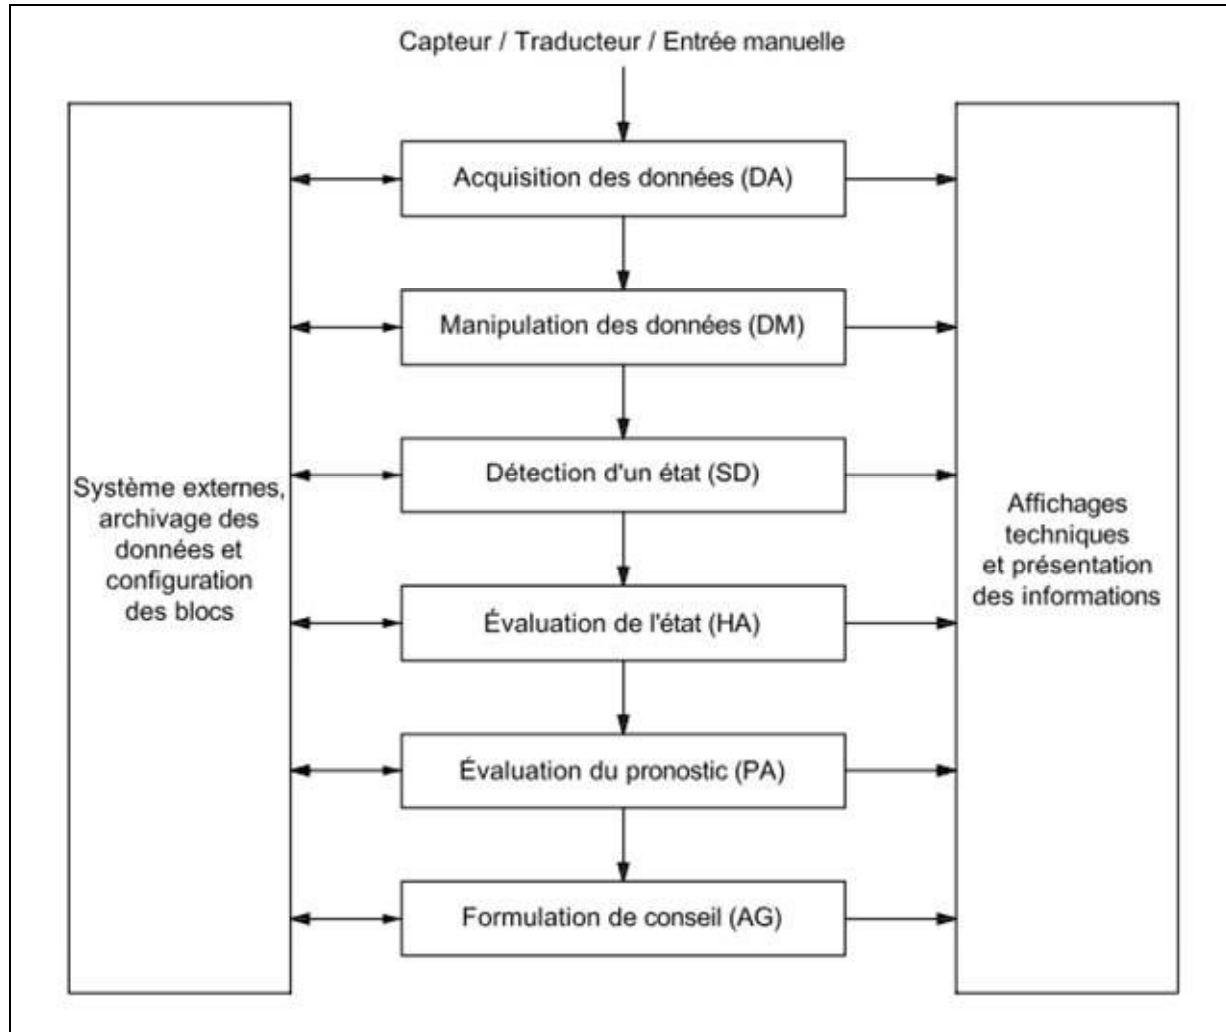 Capteur / Traducteur / Entrée manuelle
Acquisition des données (DA)
Manipulation des données (DM)
Détection d'un état (SD)
Évaluation de l'état (HA)
Évaluation du pronostic (PA)
Formulation de conseil (AG)
Système externes,
archivage des
données et
configuration
des blocs
Affichages
techniques
et présentation
des informations